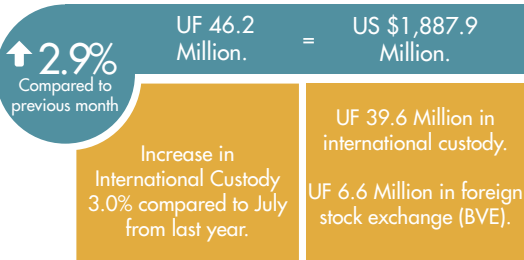 2.9%
Compared to
previous month
UF 46.2
Million.
=
US $1,887.9
Million.
Increase in
International Custody
3.0% compared to July
from last year.
UF 39.6 Million in
international custody.
UF 6.6 Million in foreign
stock exchange (BVE).